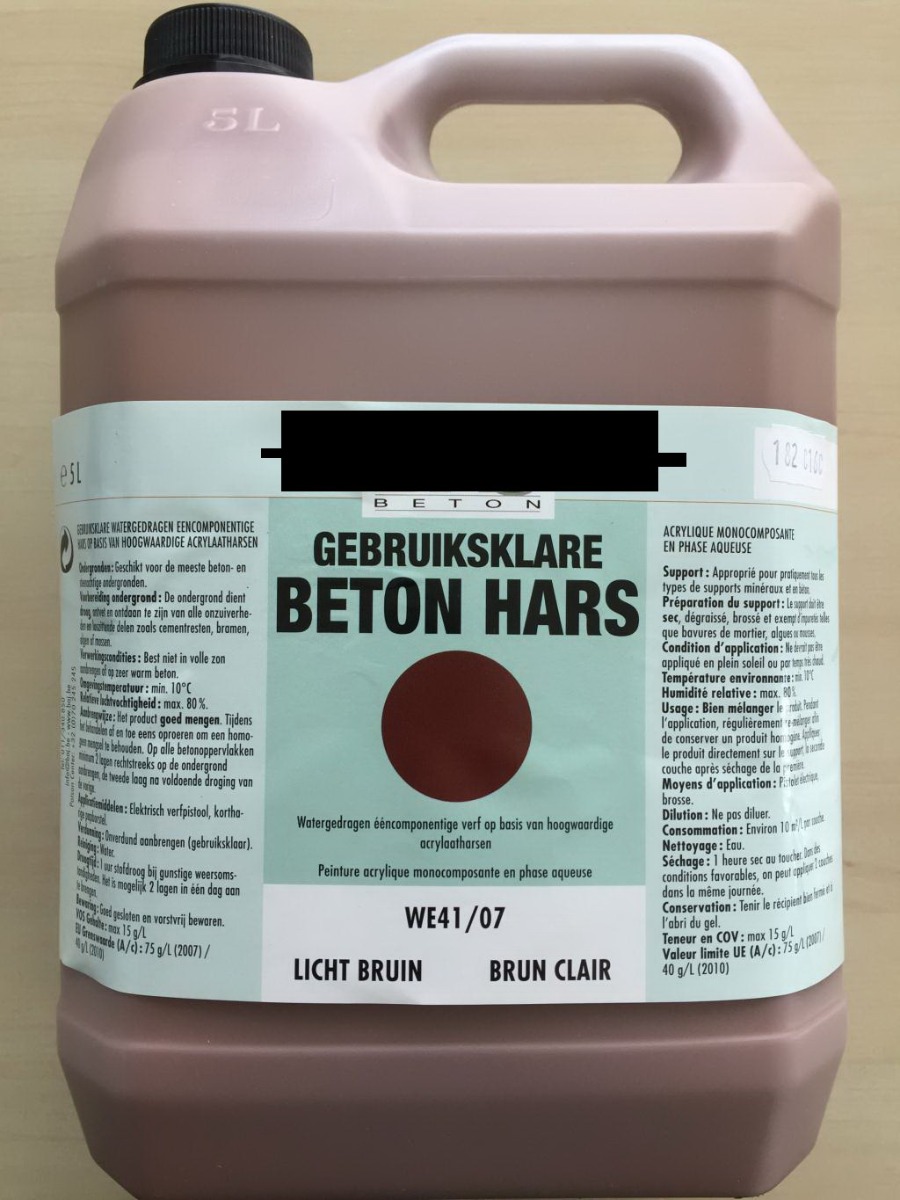 5L
e 5L
182 016
BETON
GEBRUIKSKLARE WATERGEDRAGEN EENCOMPONENTIGE
HARS OP BASIS VAN HOOGWAARDIGE ACRYLAATHARSEN
Ondergronden: Geschikt voor de meeste beton- en
steenachtige ondergronden.
Voorbereiding ondergrond: De ondergrond dient
droog, ontvet en ontdaan te zijn van alle onzuiverhe-
den en loszittende delen zoals cementresten, bramen,
algen of mossen.
Verwerkingscondities: Best niet in volle zon
aanbrengen of op zeer warm beton.
Omgevingstemperatuur: min. 10°C
Relatieve luchtvochtigheid: max. 80 %.
Aanbrengwijze: Het product goed mengen. Tijdens
het behandelen af en toe eens oproeren om een homo-
geen mengsel te behouden. Op alle betonoppervlakken
minimum 2 lagen rechtstreeks op de ondergrond
aanbrengen, de tweede laag na voldoende droging van
de vorige.
Applicatiemiddelen: Elektrisch verfpistool, kortha-
rige
Verdunning: Onverdund aanbrengen (gebruiksklaar).
Reiniging: Water.
Droogtijd: 1 uur stofdroog bij gunstige weersoms-
tandigheden. Het is mogelijk 2 lagen in één dag aan
te brengen.
Bewaring: Goed gesloten en vorstvrij bewaren.
VOS Gehalte: max 15 g/L
EU Grenswaarde (A/c): 75 g/L (2007) /
40 g/L (2010)
Poison Center +32 (0)70 245 245
GEBRUIKSKLARE
BETON HARS
Watergedragen ééncomponentige verf op basis van hoogwaardige
acrylaatharsen
Peinture acrylique monocomposante en phase aqueuse
WE41/07
LICHT BRUIN BRUN CLAIR
ACRYLIQUE MONOCOMPOSANTE
EN PHASE AQUEUSE
Support: Approprié pour pratiquement tous les
types de supports minéraux et en béton.
Préparation du support: Le support doit être
sec, dégraissé, brossé et exempt d'impuretés telles
que bavures de mortier, algues ou mousses.
Condition d'application: Ne devrait pas être
appliqué en plein soleil ou par temps très chaud.
Température environnante: min. 10°C
Humidité relative: max. 80 %.
Usage: Bien mélanger le produit. Pendant
l'application, régulièrement re-mélanger afin
de conserver un produit homogène. Appliquer
le produit directement sur le support, la seconde
couche après séchage de la première.
Moyens d'application: Pistolet électrique,
brosse.
Dilution: Ne pas diluer.
Consommation: Environ 10 m²/L par couche.
Nettoyage: Eau.
Séchage: 1 heure sec au toucher. Dans des
conditions favorables, on peut appliquer 2 couches
dans la même journée.
Conservation: Tenir le récipient bien fermé et à
l'abri du gel.
Teneur en COV: max 15 g/L
Valeur limite UE (A/c): 75 g/L (2007) /
40 g/L (2010)